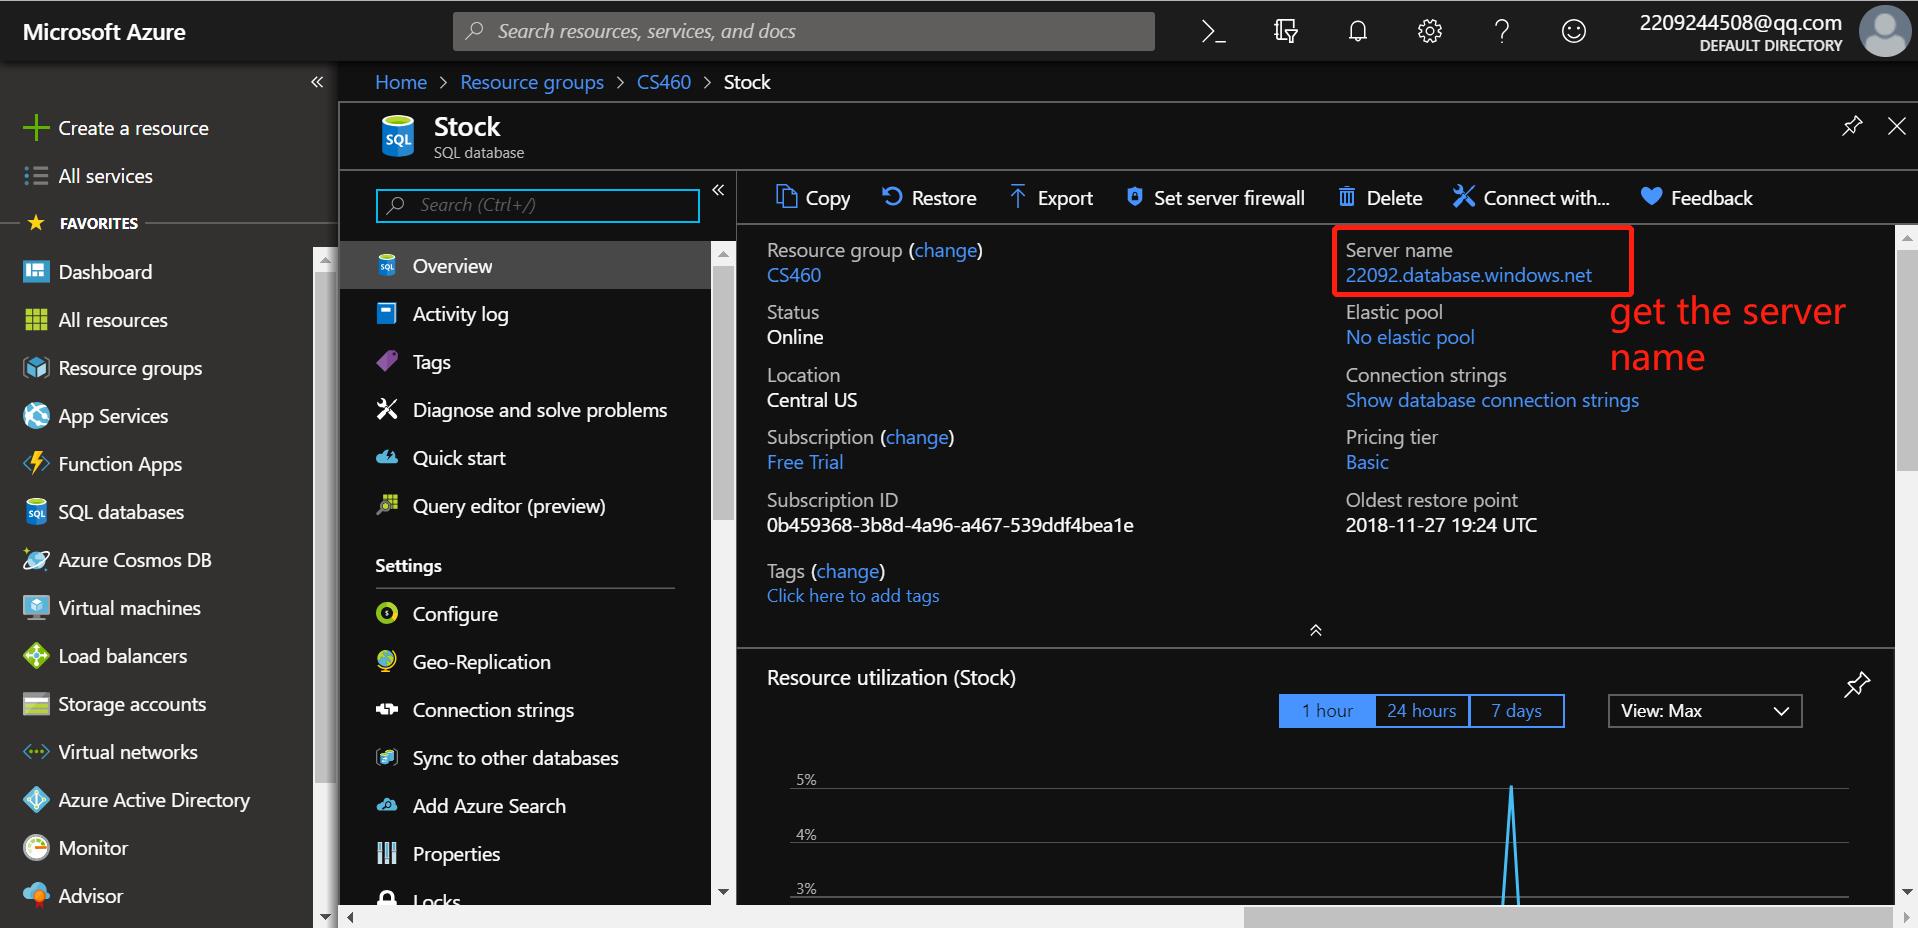 Microsoft Azure
Search resources, services, and docs
2209244508@qq.com
DEFAULT DIRECTORY
Create a resource
All services
FAVORITES
Dashboard
All resources
Resource groups
App Services
Function Apps
SQL databases
Azure Cosmos DB
Virtual machines
Load balancers
Storage accounts
Virtual networks
Azure Active Directory
Monitor
Advisor
Home > Resource groups > CS460 > Stock
SQL
Stock
SQL database
Search (Ctrl+/)
Overview
Activity log
Tags
Diagnose and solve problems
Quick start
Query editor (preview)
Settings
Configure
Geo-Replication
Connection strings
Sync to other databases
Add Azure Search
Properties
Locks
Copy
Restore
Export
Set server firewall
Delete
Connect with...
Feedback
Resource group (change)
CS460
Status
Online
Location
Central US
Subscription (change)
Free Trial
Subscription ID
0b459368-3b8d-4a96-a467-539ddf4bea1e
Tags (change)
Click here to add tags
Server name
22092.database.windows.net
Elastic pool
No elastic pool
Connection strings
Show database connection strings
Pricing tier
Basic
Oldest restore point
2018-11-27 19:24 UTC
get the server
name
Resource utilization (Stock)
1 hour
24 hours
7 days
View: Max
5%
4%
3%